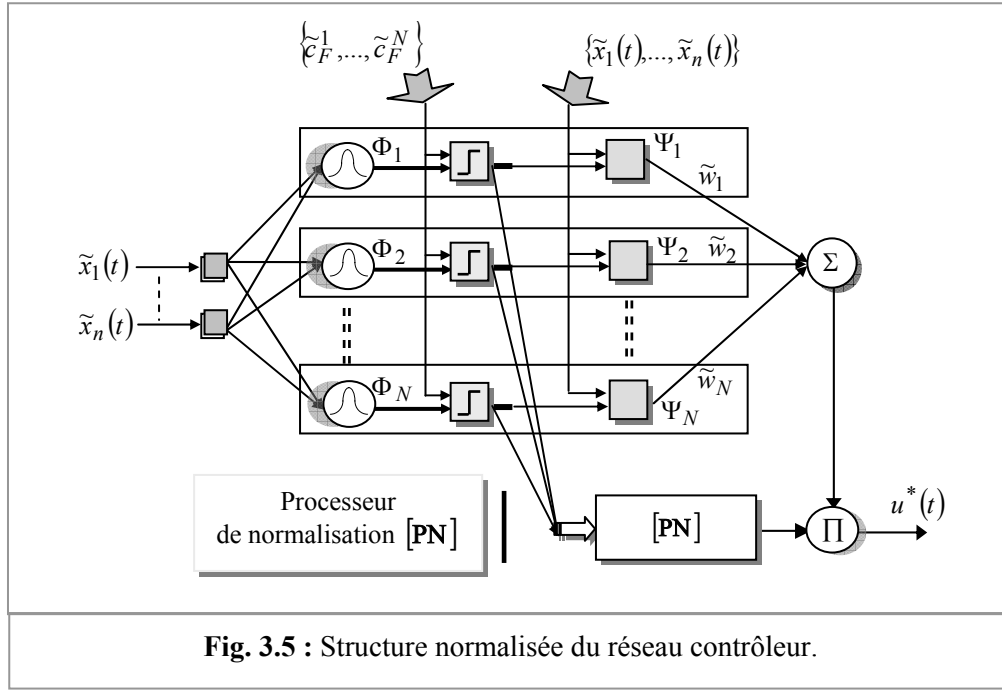 {c̃_F^1,...,c̃_F^N}
{x̃_1(t),...,x̃_n(t)}
Φ_1
Ψ_1
w̃_1
x̃_1(t)
Φ_2
Ψ_2
w̃_2
Σ
x̃_n(t)
Φ_N
w̃_N
Ψ_N
Processeur
de normalisation [PN]
[PN]
Π
u^*(t)
Fig. 3.5 : Structure normalisée du réseau contrôleur.